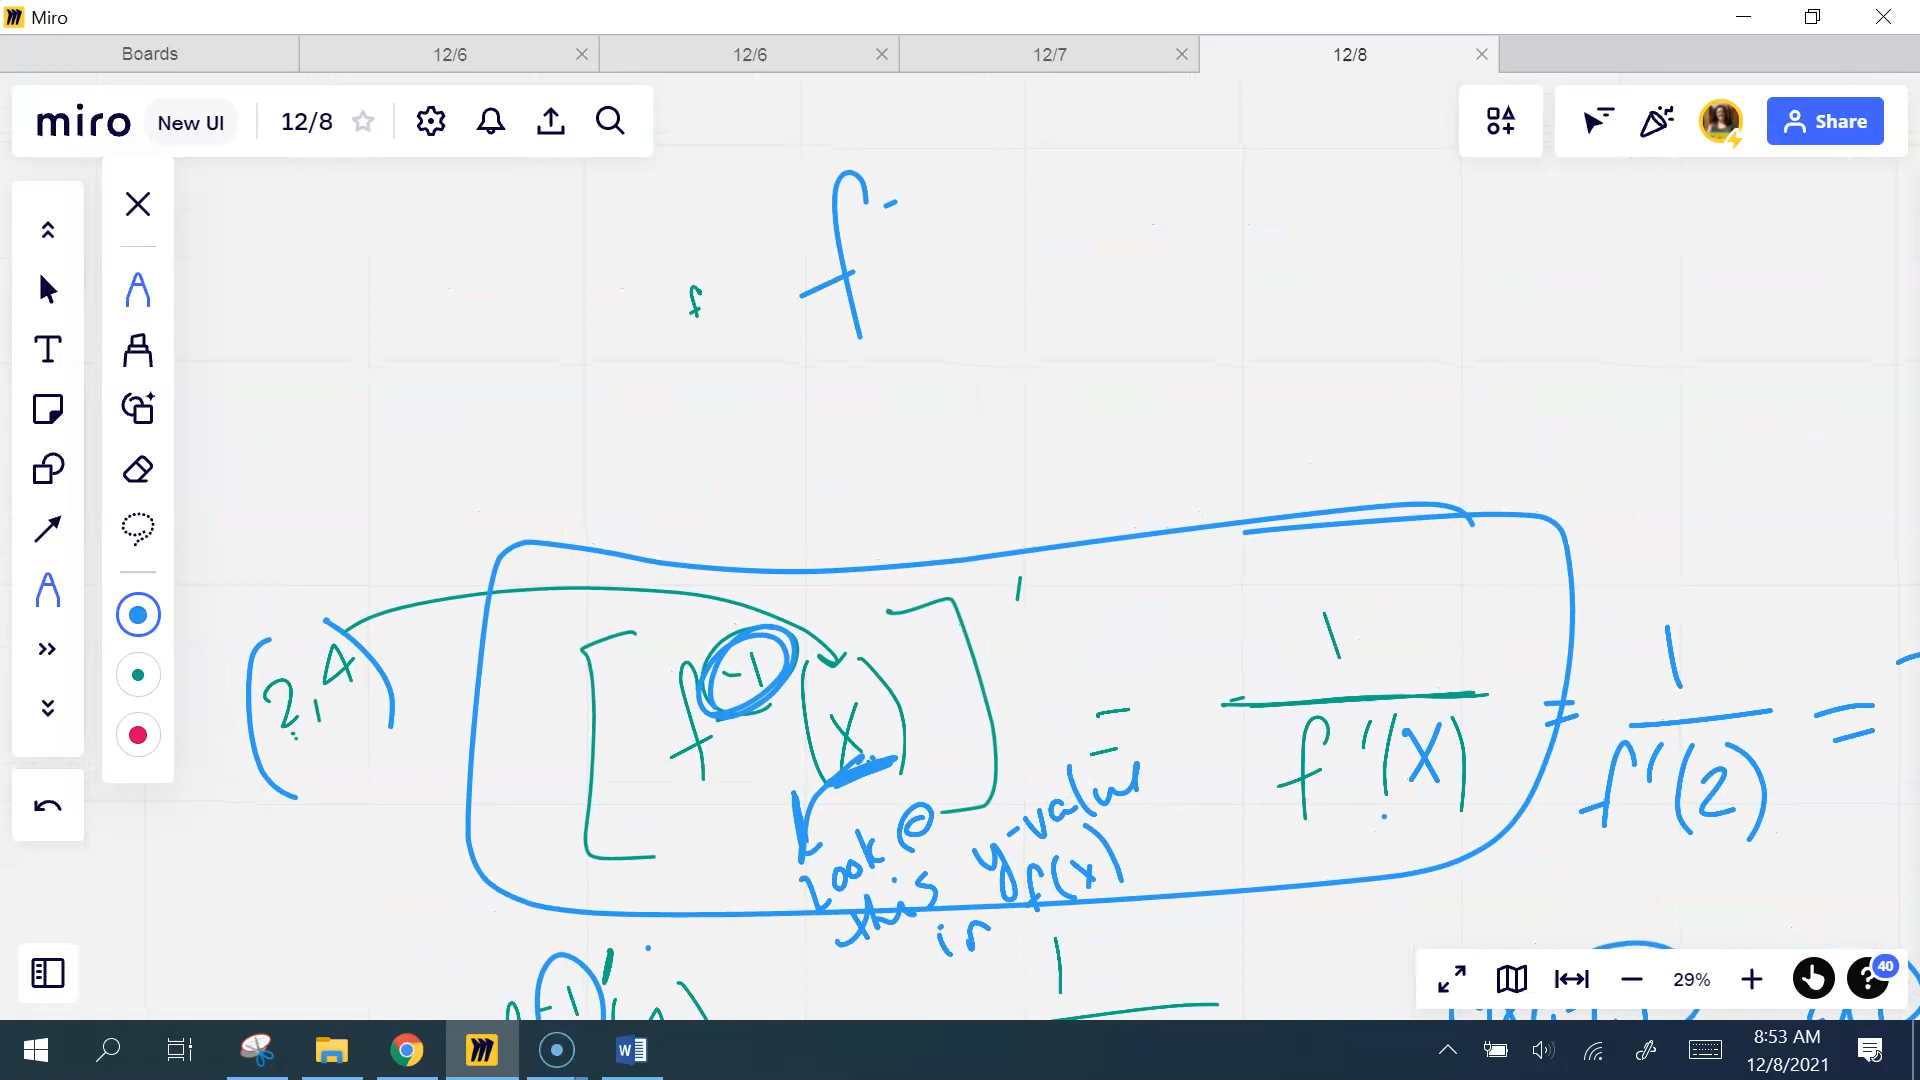 Miro
Boards 12/6 12/6 12/7 12/8
miro New UI 12/8 Share
f -
f
(2,4) [f -1 (x)] ' = 1 / f '(x) = 1 / f '(2) =
Look @
this y-value
in f(x)
1
29%
40
8:53 AM
12/8/2021